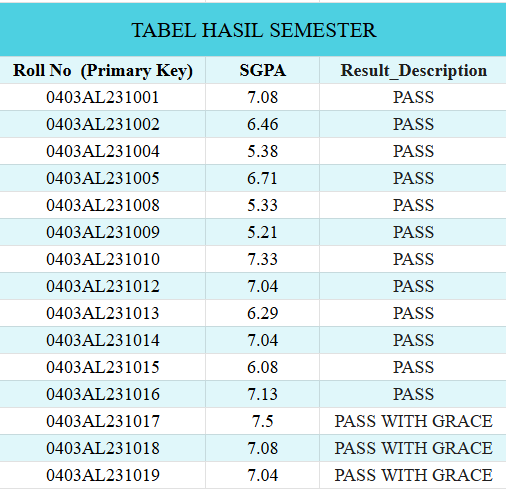 TABEL HASIL SEMESTER
Roll No (Primary Key) SGPA Result_Description
0403AL231001 7.08 PASS
0403AL231002 6.46 PASS
0403AL231004 5.38 PASS
0403AL231005 6.71 PASS
0403AL231008 5.33 PASS
0403AL231009 5.21 PASS
0403AL231010 7.33 PASS
0403AL231012 7.04 PASS
0403AL231013 6.29 PASS
0403AL231014 7.04 PASS
0403AL231015 6.08 PASS
0403AL231016 7.13 PASS
0403AL231017 7.5 PASS WITH GRACE
0403AL231018 7.08 PASS WITH GRACE
0403AL231019 7.04 PASS WITH GRACE